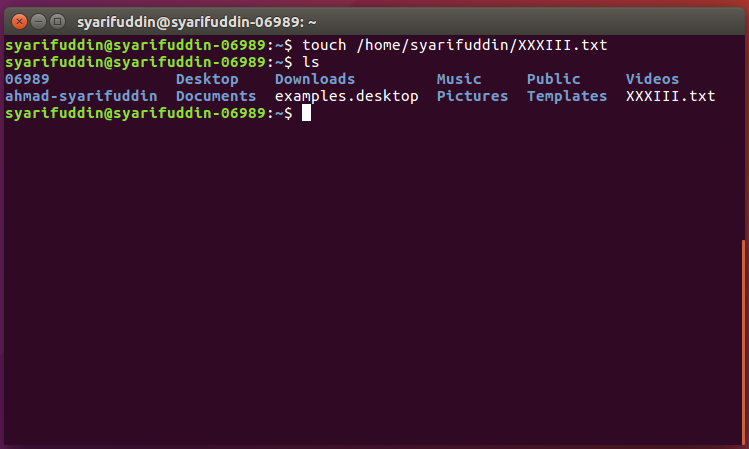 syarifuddin@syarifuddin-06989: ~
syarifuddin@syarifuddin-06989:~$ touch /home/syarifuddin/XXXIII.txt
syarifuddin@syarifuddin-06989:~$ ls
06989 Desktop Downloads Music Public Videos
ahmad-syarifuddin Documents examples.desktop Pictures Templates XXXIII.txt
syarifuddin@syarifuddin-06989:~$